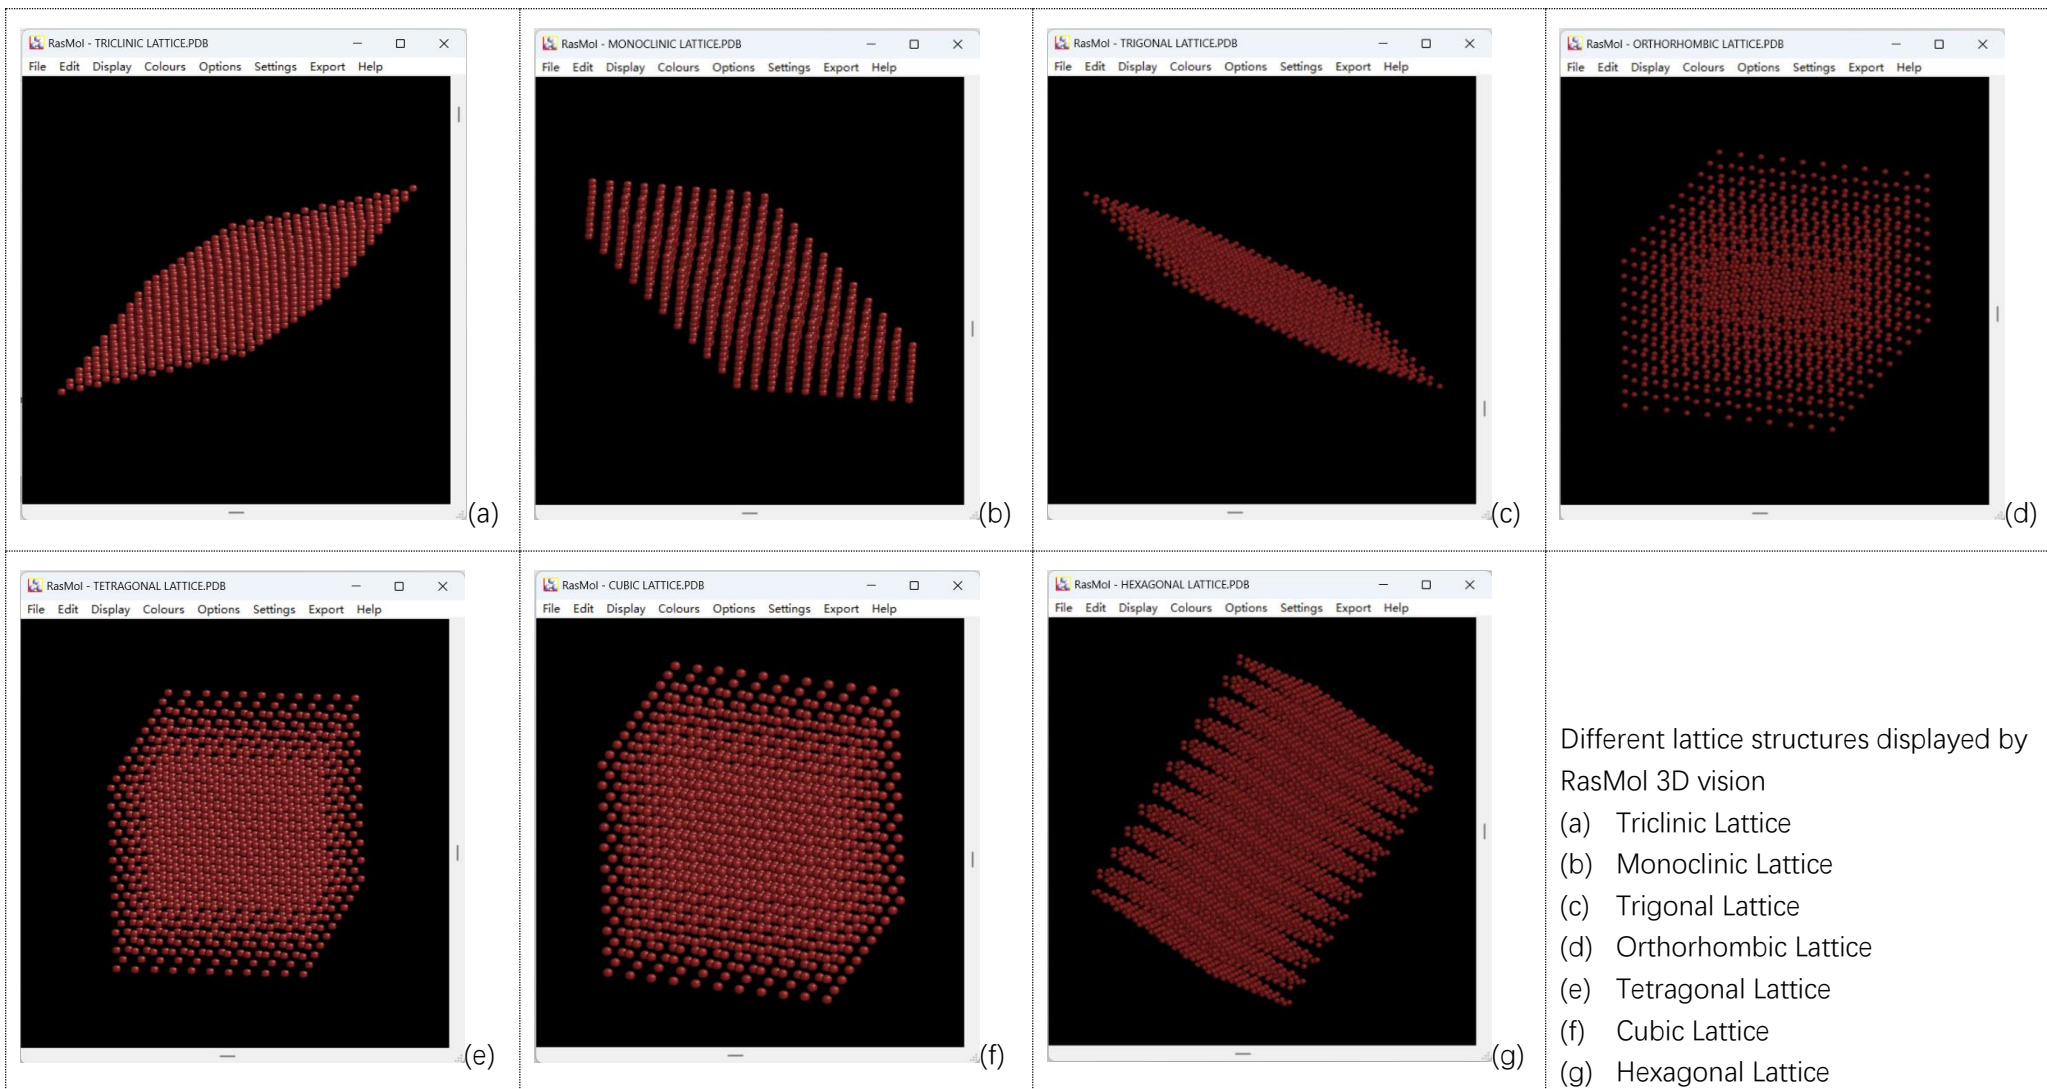 RasMol - TRICLINIC LATTICE.PDB
File Edit Display Colours Options Settings Export Help
(a)
RasMol - MONOCLINIC LATTICE.PDB
File Edit Display Colours Options Settings Export Help
(b)
RasMol - TRIGONAL LATTICE.PDB
File Edit Display Colours Options Settings Export Help
(c)
RasMol - ORTHORHOMBIC LATTICE.PDB
File Edit Display Colours Options Settings Export Help
(d)
RasMol - TETRAGONAL LATTICE.PDB
File Edit Display Colours Options Settings Export Help
(e)
RasMol - CUBIC LATTICE.PDB
File Edit Display Colours Options Settings Export Help
(f)
RasMol - HEXAGONAL LATTICE.PDB
File Edit Display Colours Options Settings Export Help
(g)
Different lattice structures displayed by
RasMol 3D vision
(a) Triclinic Lattice
(b) Monoclinic Lattice
(c) Trigonal Lattice
(d) Orthorhombic Lattice
(e) Tetragonal Lattice
(f) Cubic Lattice
(g) Hexagonal Lattice